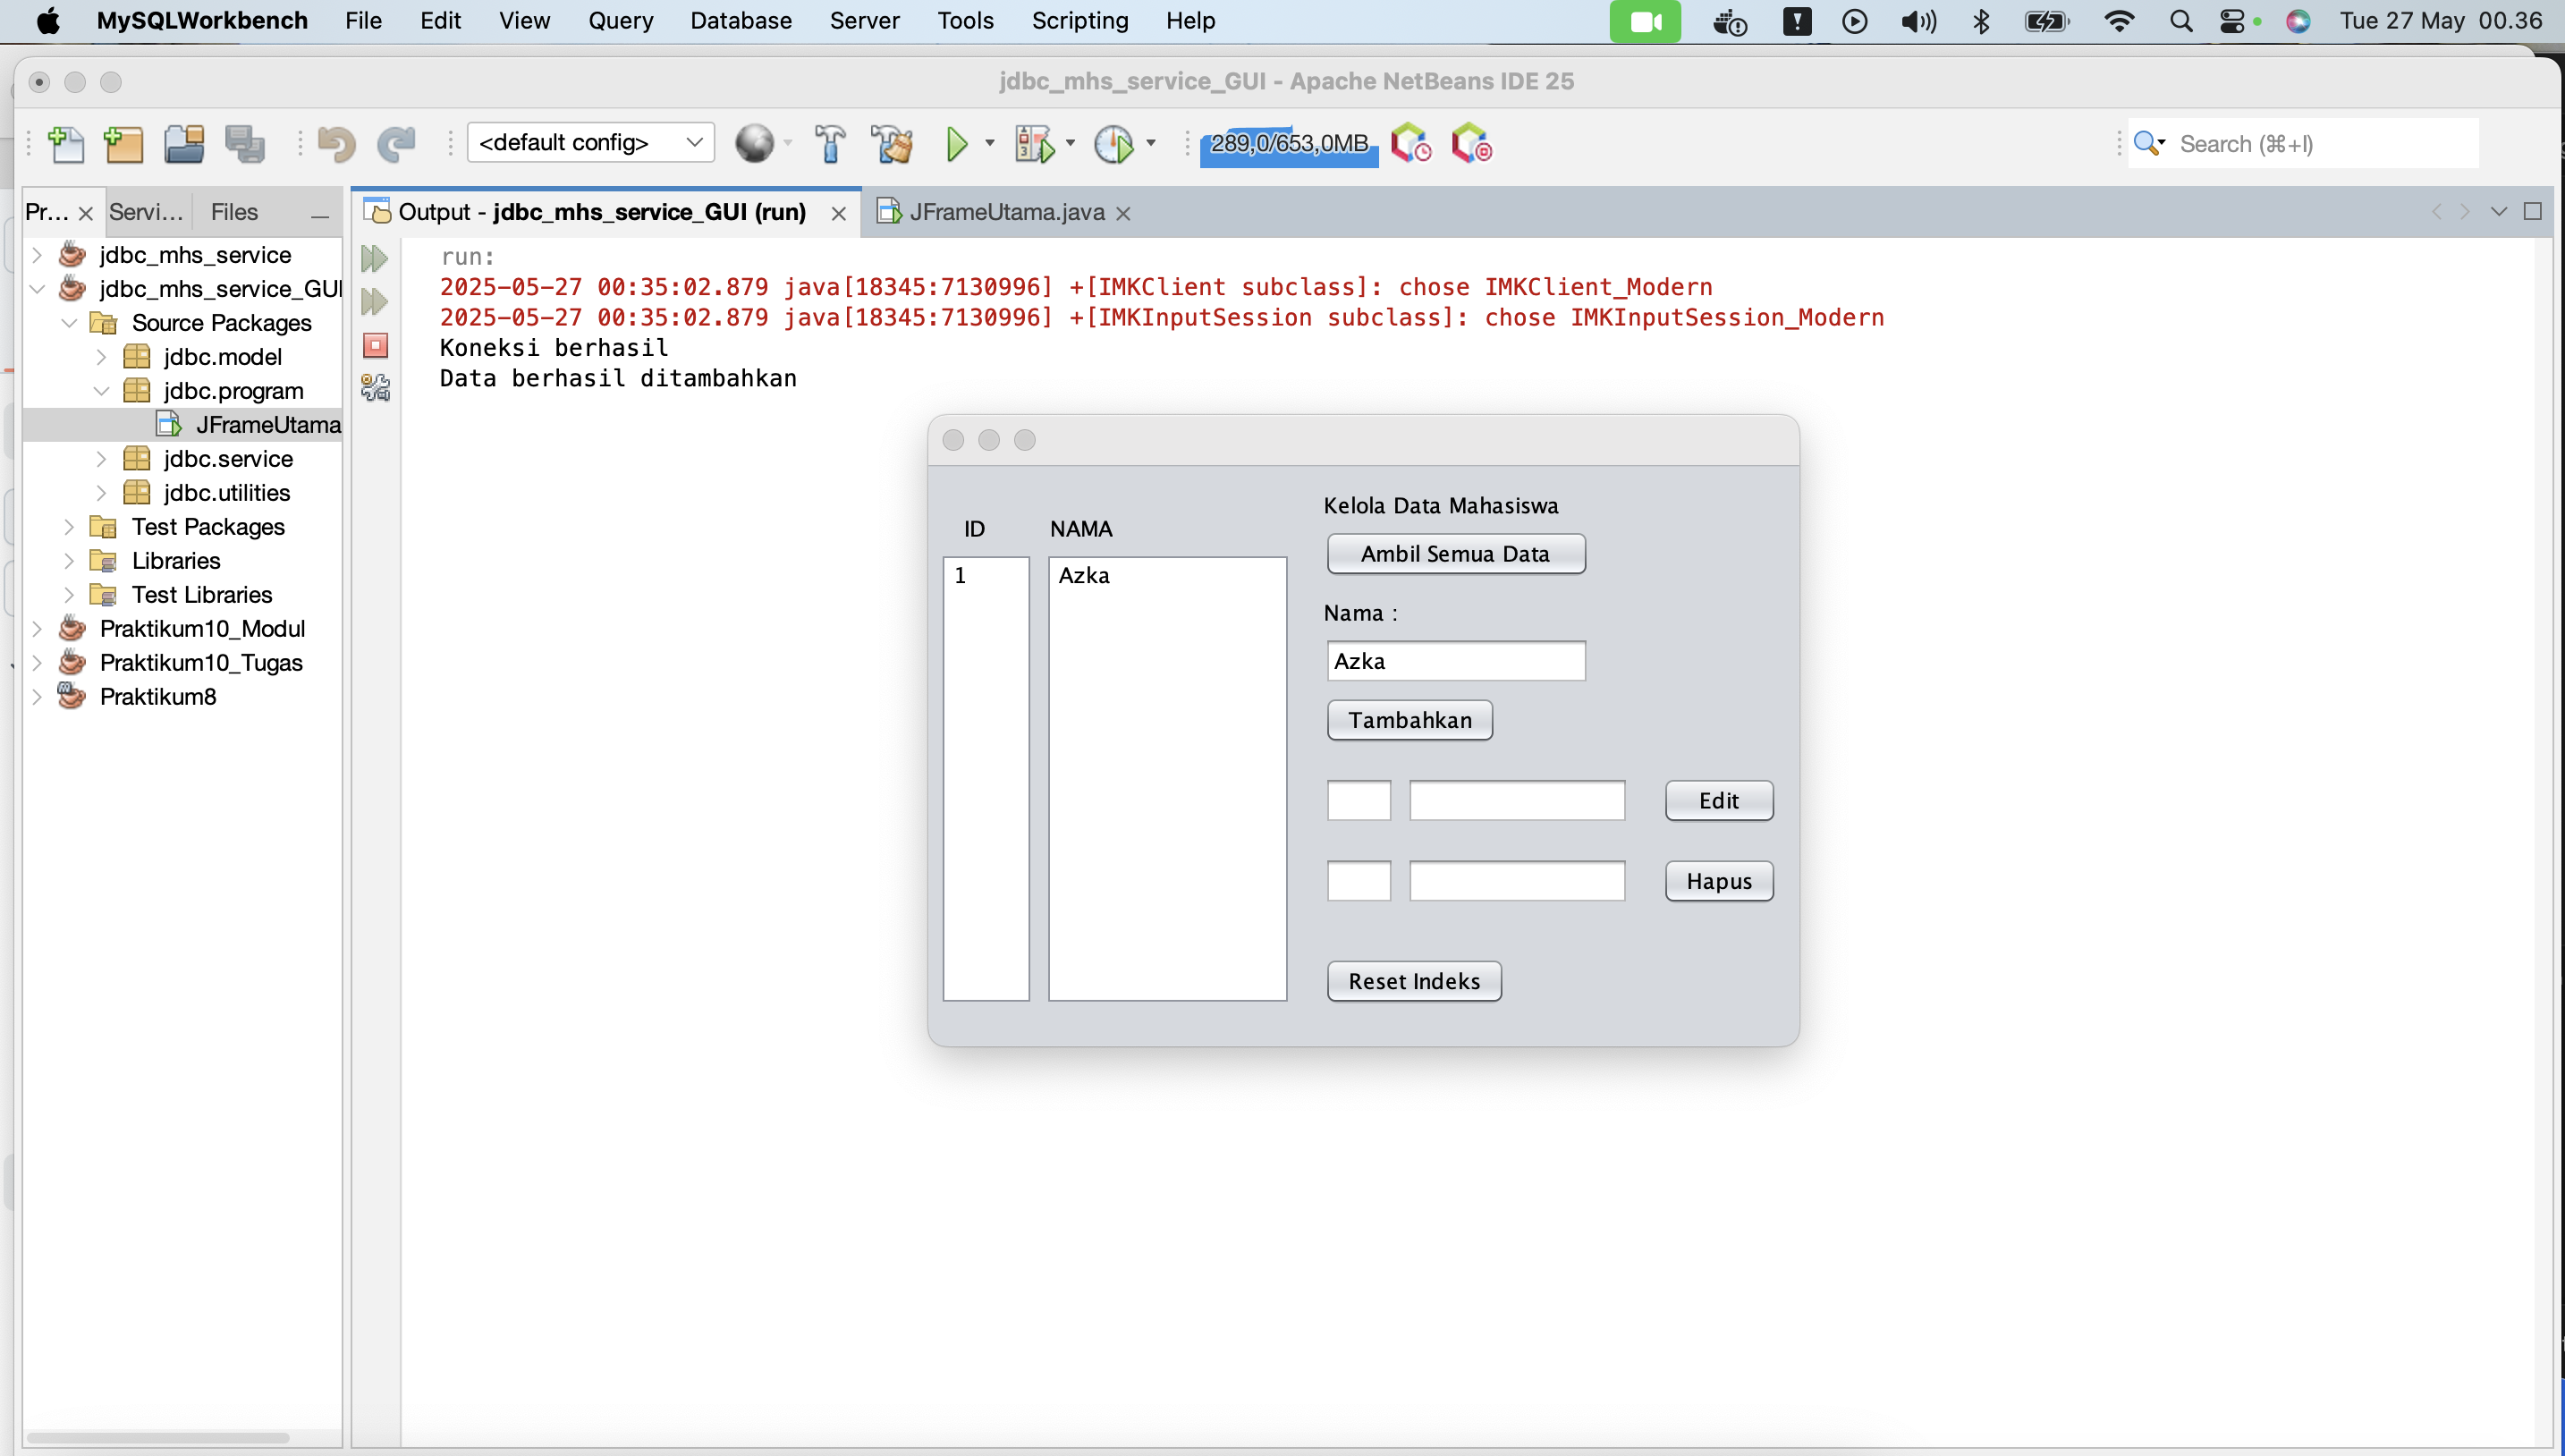 MySQLWorkbench File Edit View Query Database Server Tools Scripting Help Tue 27 May 00.36
jdbc_mhs_service_GUI - Apache NetBeans IDE 25
<default config> 289,0/653,0MB Search (⌘+I)
Pr... Servi... Files Output - jdbc_mhs_service_GUI (run) JFrameUtama.java
jdbc_mhs_service
jdbc_mhs_service_GUI
Source Packages
jdbc.model
jdbc.program
JFrameUtama
jdbc.service
jdbc.utilities
Test Packages
Libraries
Test Libraries
Praktikum10_Modul
Praktikum10_Tugas
Praktikum8
run:
2025-05-27 00:35:02.879 java[18345:7130996] +[IMKClient subclass]: chose IMKClient_Modern
2025-05-27 00:35:02.879 java[18345:7130996] +[IMKInputSession subclass]: chose IMKInputSession_Modern
Koneksi berhasil
Data berhasil ditambahkan
ID NAMA
1 Azka
Kelola Data Mahasiswa
Ambil Semua Data
Nama :
Azka
Tambahkan
Edit
Hapus
Reset Indeks